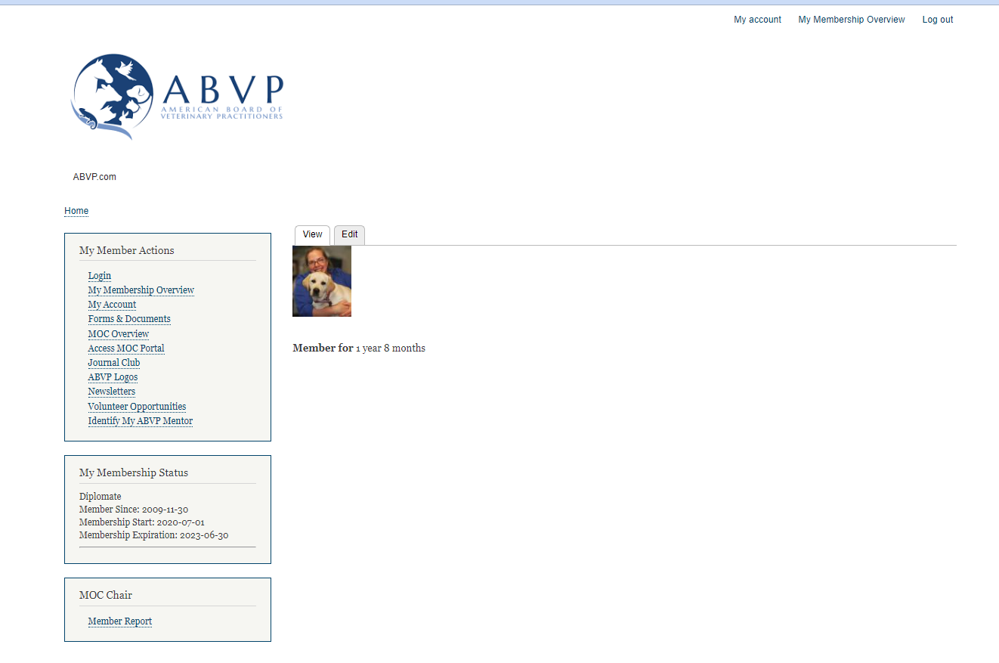 My account My Membership Overview Log out
ABVP
AMERICAN BOARD OF
VETERINARY PRACTITIONERS
ABVP.com
Home
View Edit
My Member Actions
Login
My Membership Overview
My Account
Forms & Documents
MOC Overview
Access MOC Portal
Journal Club
ABVP Logos
Newsletters
Volunteer Opportunities
Identify My ABVP Mentor
Member for 1 year 8 months
My Membership Status
Diplomate
Member Since: 2009-11-30
Membership Start: 2020-07-01
Membership Expiration: 2023-06-30
MOC Chair
Member Report